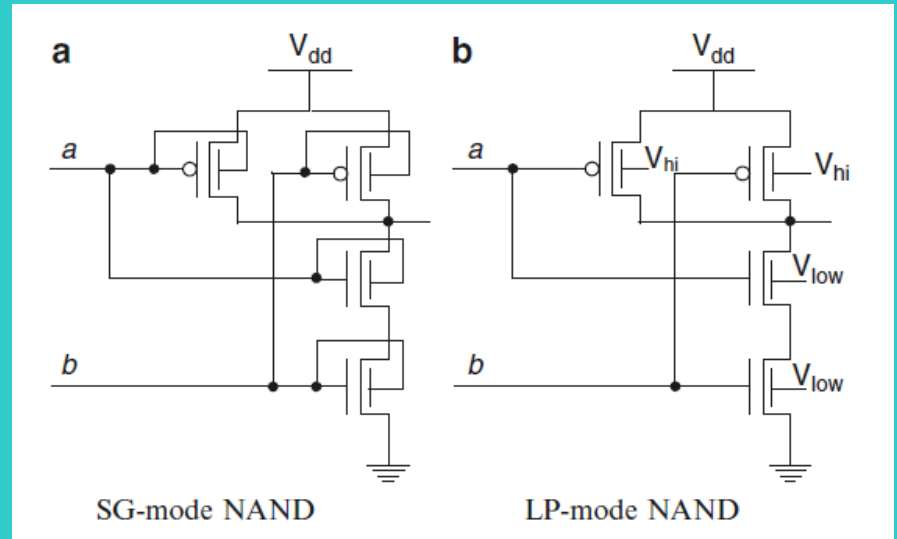 a
Vdd
b
Vdd
a
a
Vhi
Vhi
Vlow
b
b
Vlow
SG-mode NAND
LP-mode NAND